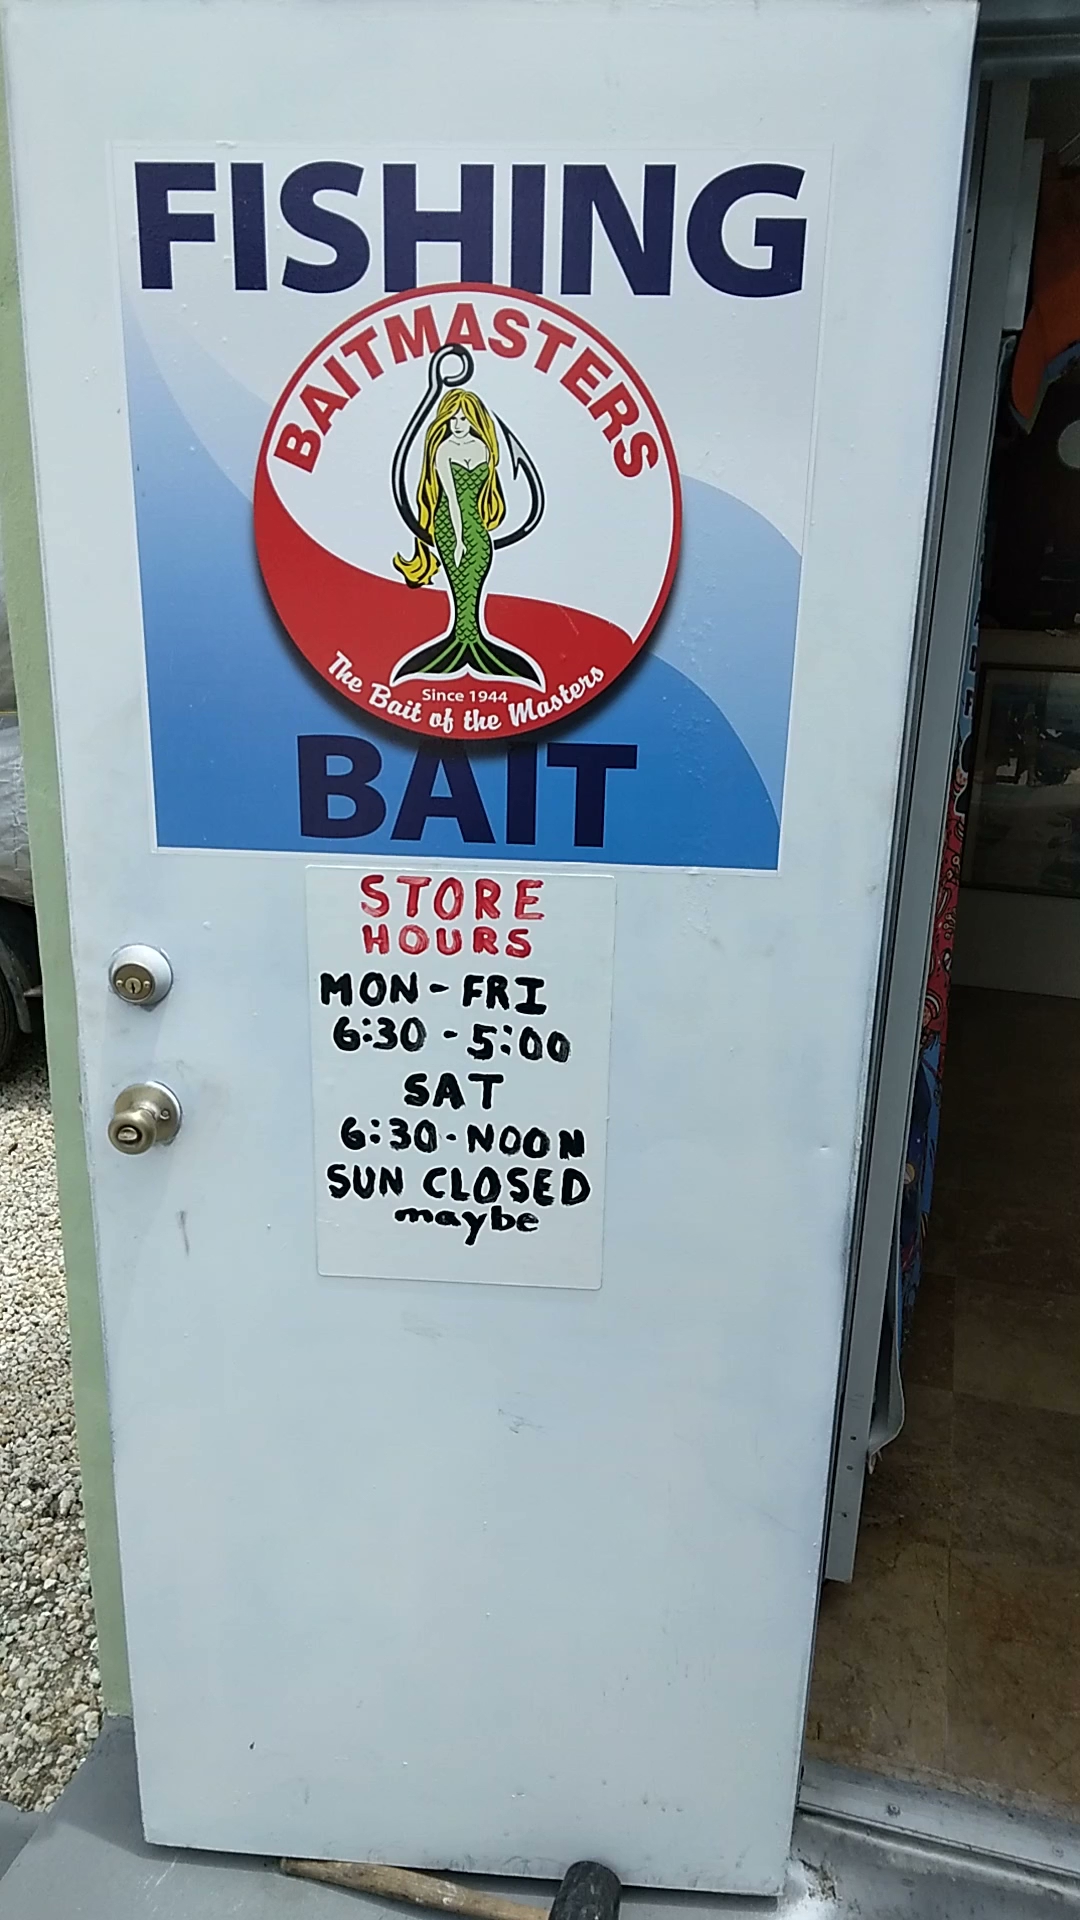 FISHING
BAITMASTERS
Since 1944
The Bait of the Masters
BAIT
STORE
HOURS
MON-FRI
6:30-5:00
SAT
6:30-NOON
SUN CLOSED
maybe